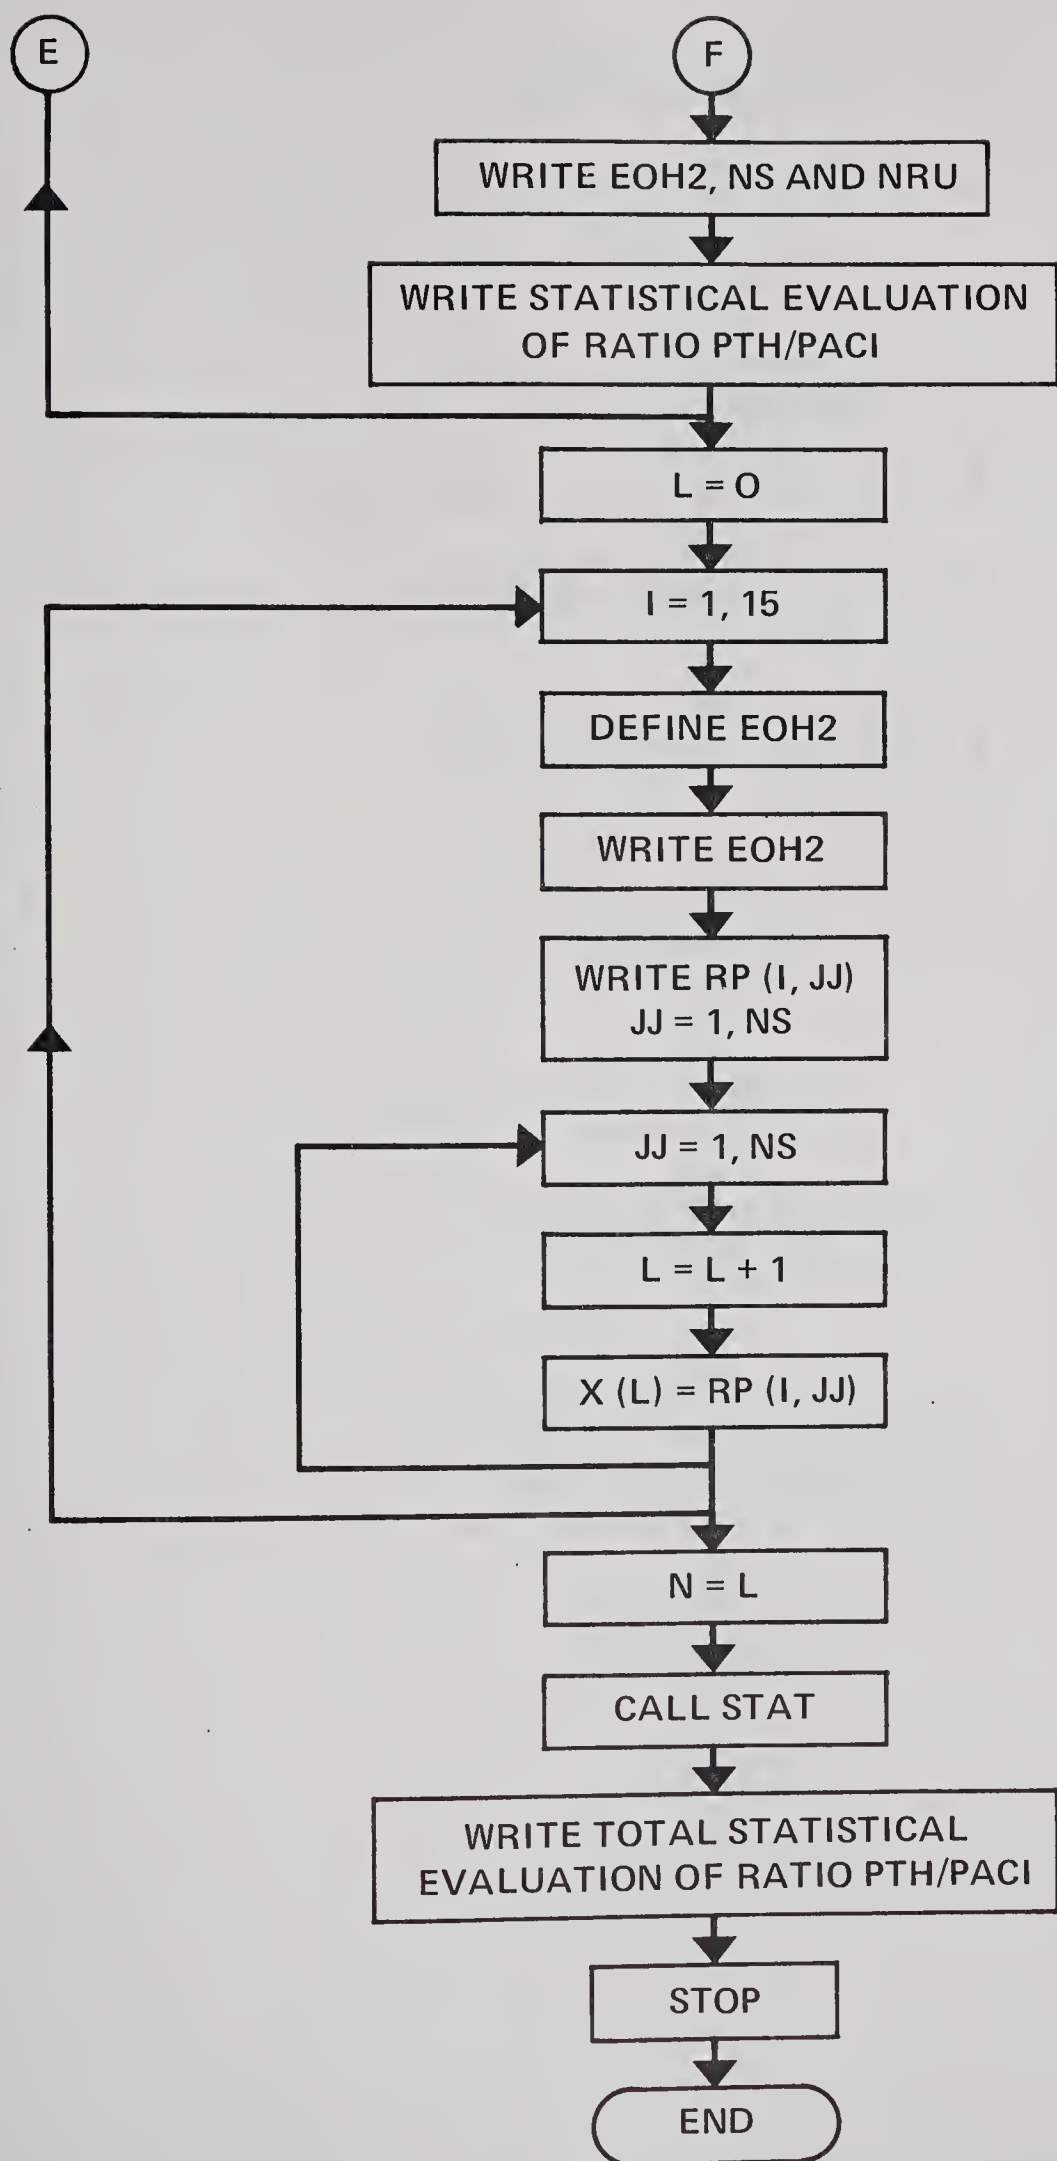 E
F
WRITE EOH2, NS AND NRU
WRITE STATISTICAL EVALUATION
OF RATIO PTH/PACI
L = O
I = 1, 15
DEFINE EOH2
WRITE EOH2
WRITE RP (I, JJ)
JJ = 1, NS
JJ = 1, NS
L = L + 1
X (L) = RP (I, JJ)
N = L
CALL STAT
WRITE TOTAL STATISTICAL
EVALUATION OF RATIO PTH/PACI
STOP
END